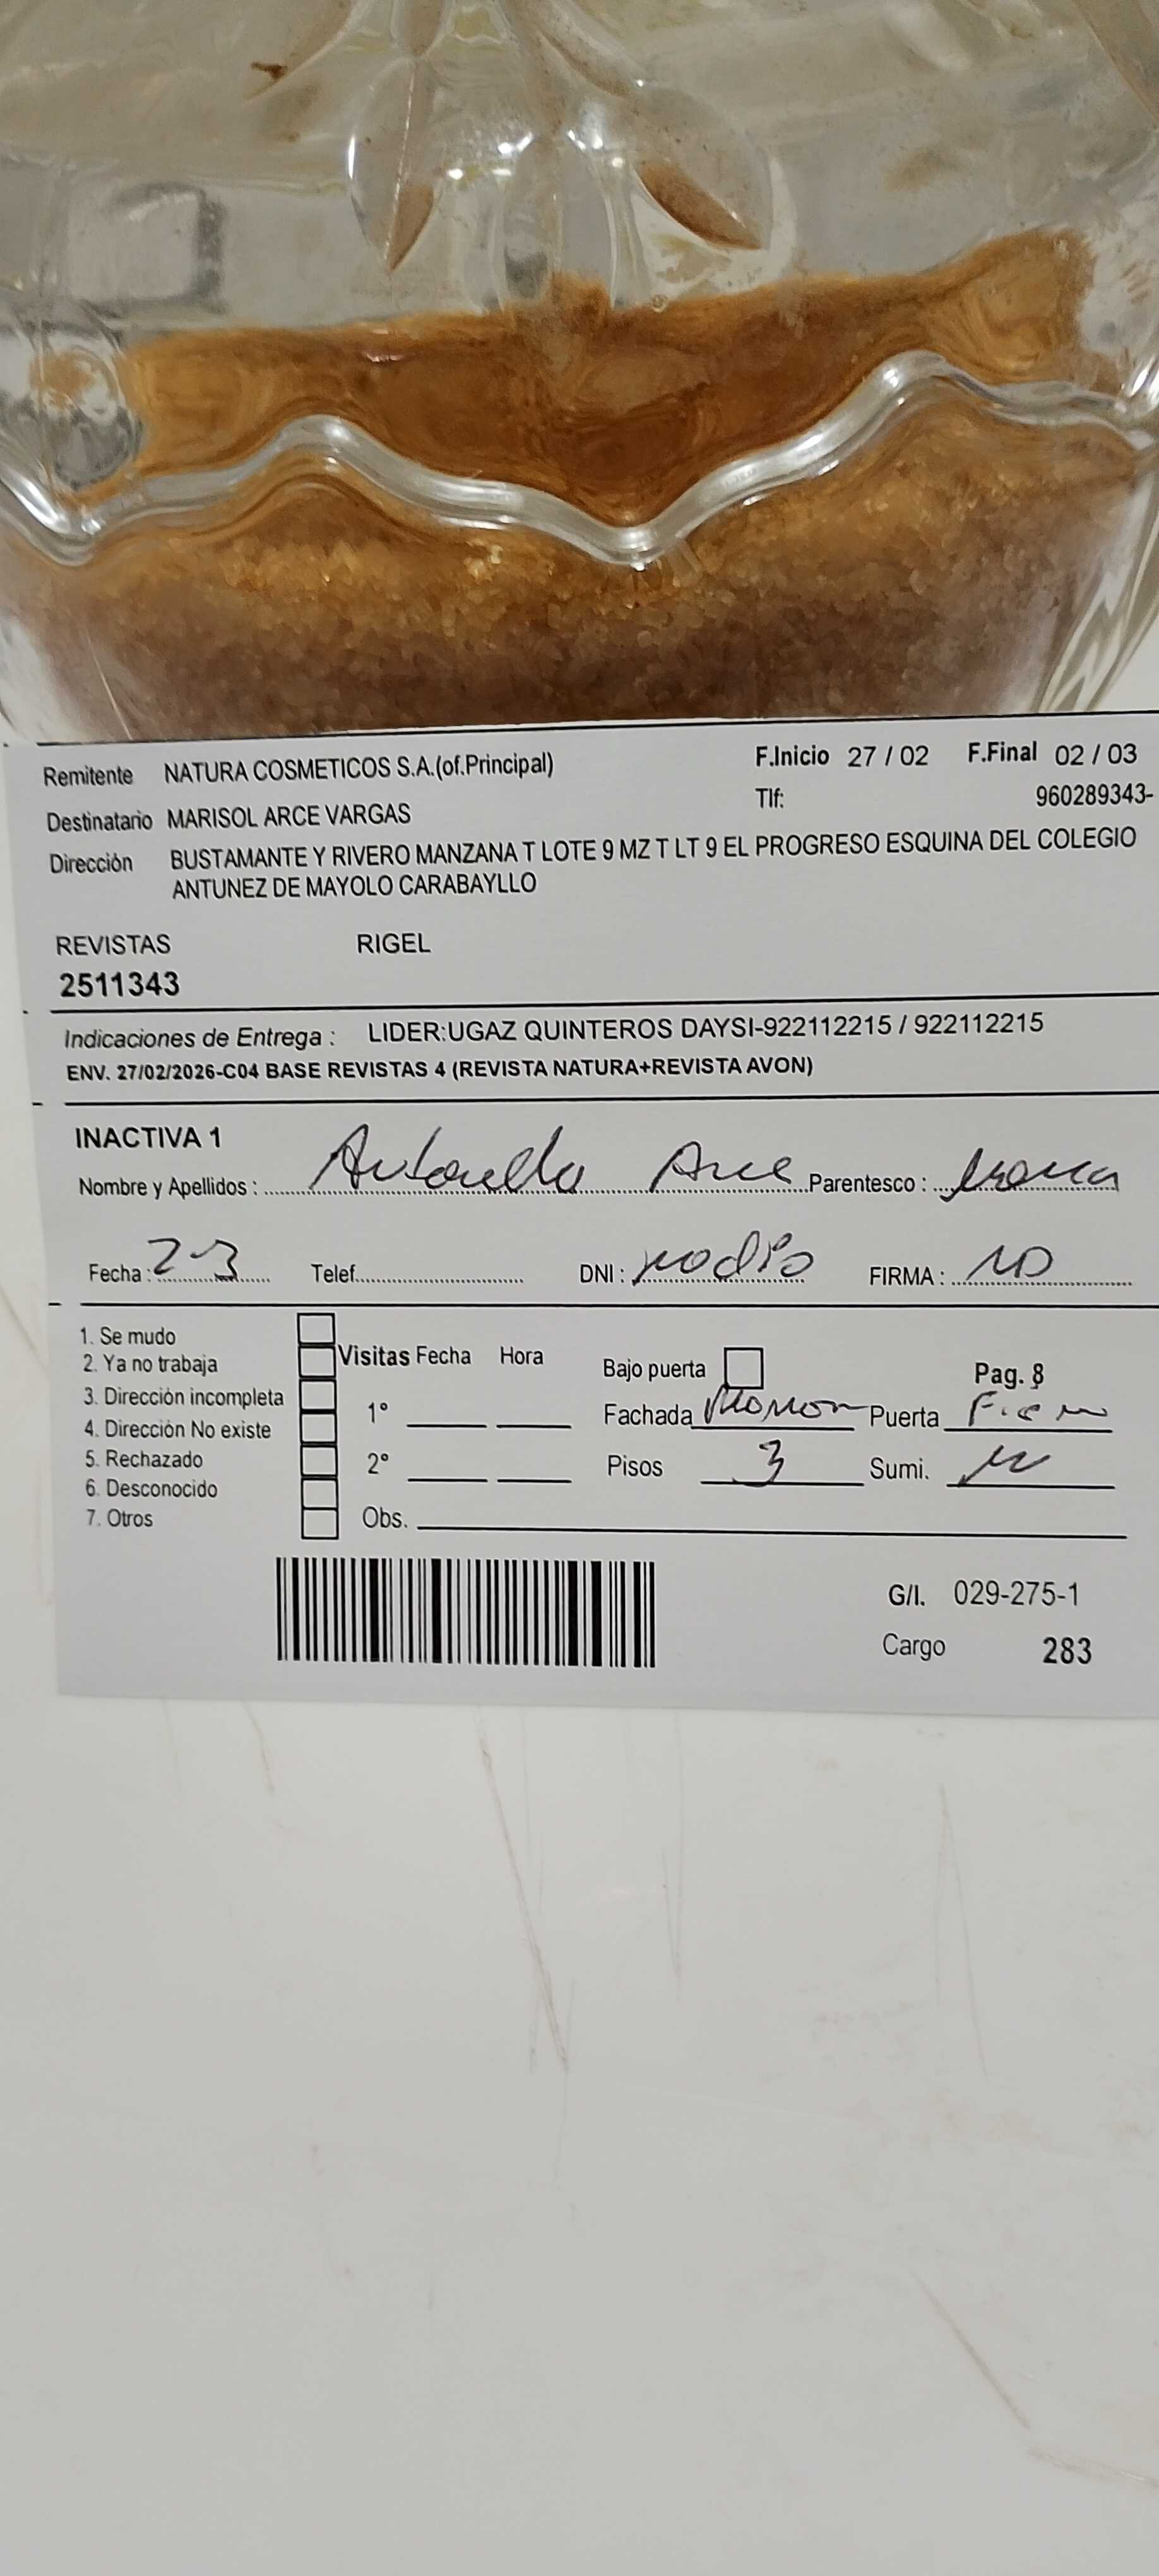 Remitente NATURA COSMETICOS S.A.(of.Principal) F.Inicio 27 / 02 F.Final 02 / 03
Destinatario MARISOL ARCE VARGAS Tlf: 960289343-
Dirección BUSTAMANTE Y RIVERO MANZANA T LOTE 9 MZ T LT 9 EL PROGRESO ESQUINA DEL COLEGIO
ANTUNEZ DE MAYOLO CARABAYLLO
REVISTAS RIGEL
2511343
Indicaciones de Entrega : LIDER:UGAZ QUINTEROS DAYSI-922112215 / 922112215
ENV. 27/02/2026-C04 BASE REVISTAS 4 (REVISTA NATURA+REVISTA AVON)
INACTIVA 1
Nombre y Apellidos : Antonella Arce Parentesco :
Fecha : 2-3 Telef. DNI : no dio FIRMA : ND
1. Se mudo
2. Ya no trabaja Visitas Fecha Hora Bajo puerta Pag. 8
3. Dirección incompleta 1° Fachada Puerta
4. Dirección No existe
5. Rechazado 2° Pisos 3 Sumi.
6. Desconocido
7. Otros Obs.
G/I. 029-275-1
Cargo 283